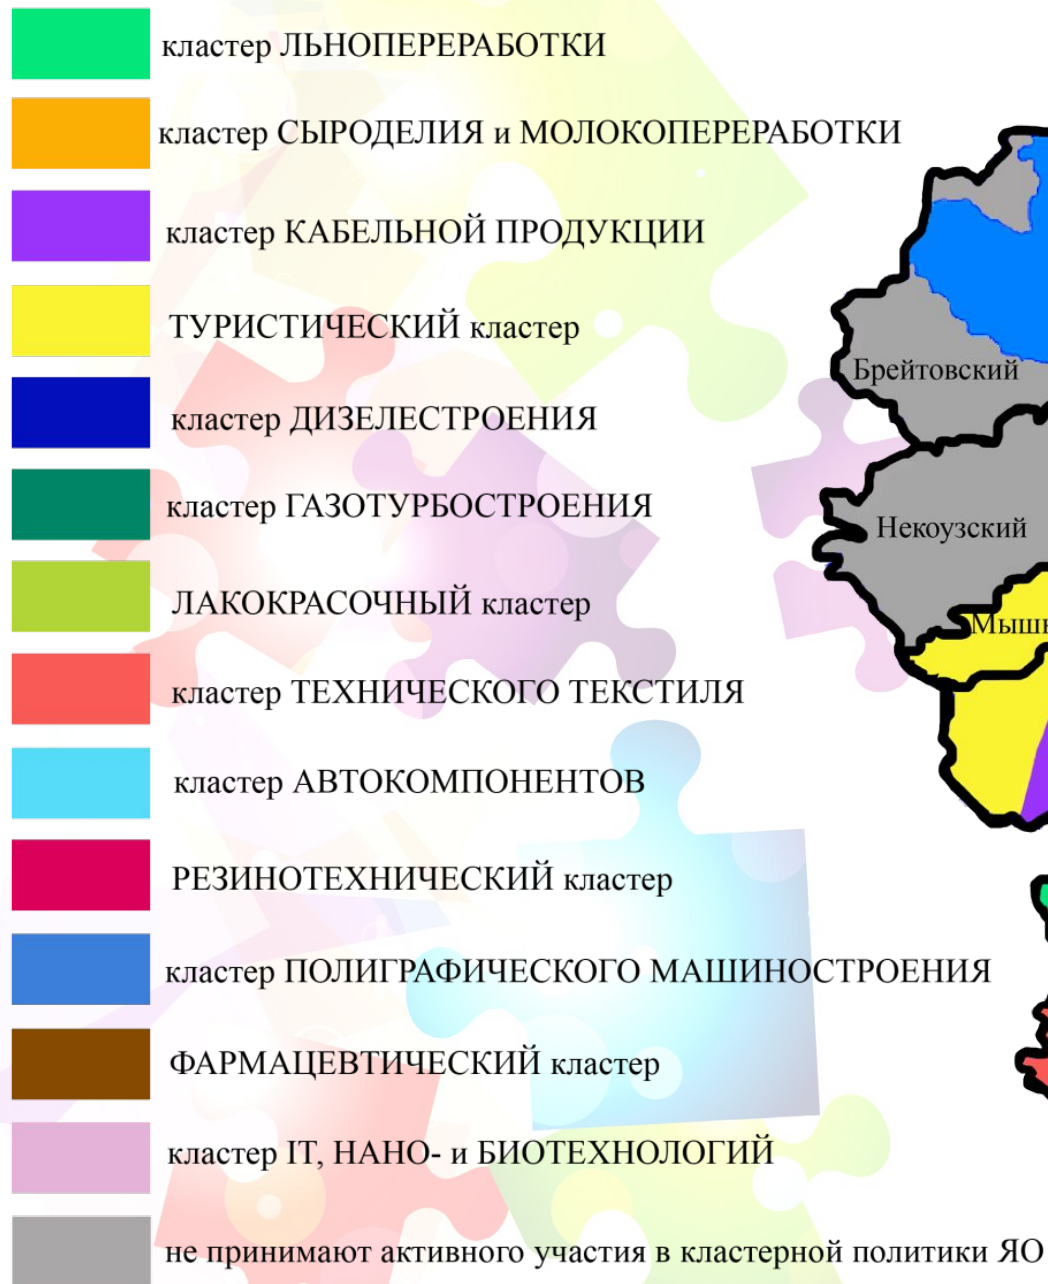 кластер ЛЬНОПЕРЕРАБОТКИ
кластер СЫРОДЕЛИЯ и МОЛОКОПЕРЕРАБОТКИ
кластер КАБЕЛЬНОЙ ПРОДУКЦИИ
ТУРИСТИЧЕСКИЙ кластер
кластер ДИЗЕЛЕСТРОЕНИЯ
кластер ГАЗОТУРБОСТРОЕНИЯ
ЛАКОКРАСОЧНЫЙ кластер
кластер ТЕХНИЧЕСКОГО ТЕКСТИЛЯ
кластер АВТОКОМПОНЕНТОВ
РЕЗИНОТЕХНИЧЕСКИЙ кластер
кластер ПОЛИГРАФИЧЕСКОГО МАШИНОСТРОЕНИЯ
ФАРМАЦЕВТИЧЕСКИЙ кластер
кластер IT, НАНО- и БИОТЕХНОЛОГИЙ
не принимают активного участия в кластерной политики ЯО
Брейтовский
Некоузский